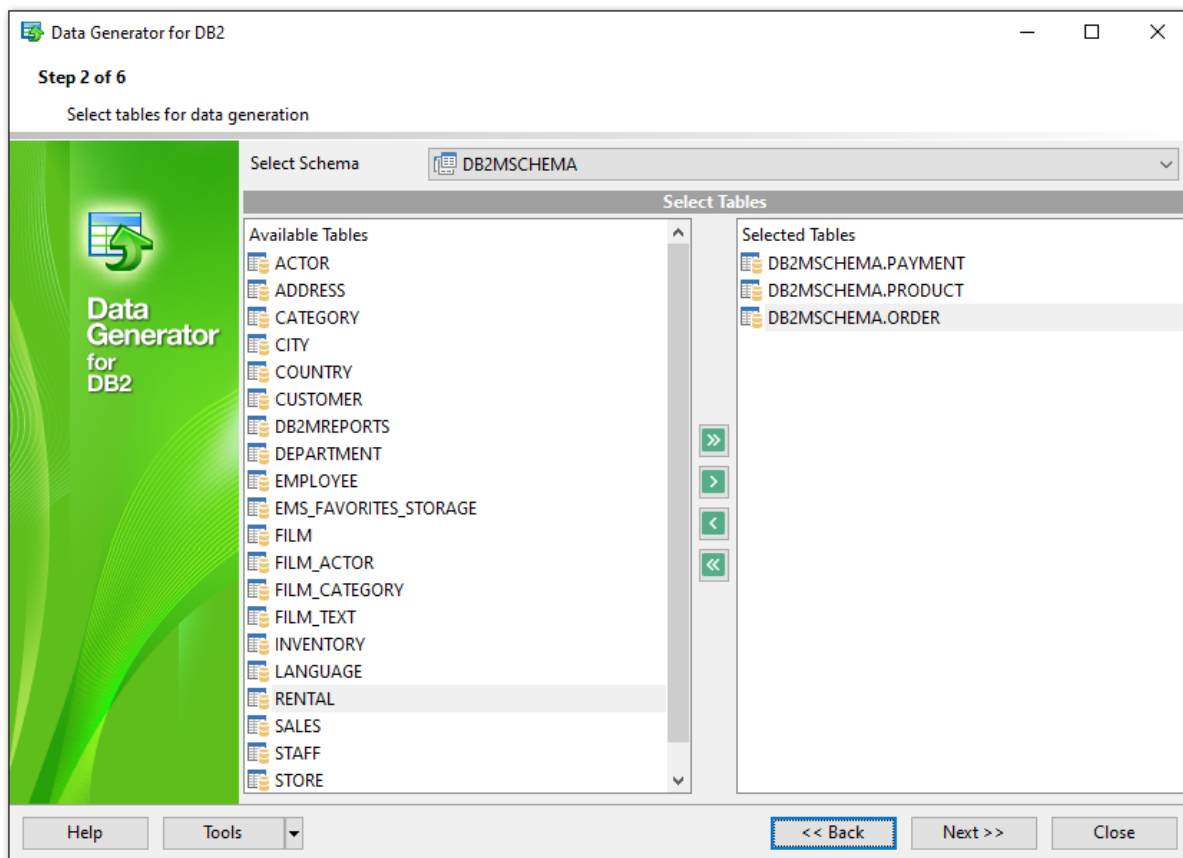 Data Generator for DB2
Step 2 of 6
Select tables for data generation
Data
Generator
for
DB2
Select Schema
DB2MSCHEMA
Select Tables
Available Tables
ACTOR
ADDRESS
CATEGORY
CITY
COUNTRY
CUSTOMER
DB2MREPORTS
DEPARTMENT
EMPLOYEE
EMS_FAVORITES_STORAGE
FILM
FILM_ACTOR
FILM_CATEGORY
FILM_TEXT
INVENTORY
LANGUAGE
RENTAL
SALES
STAFF
STORE
Selected Tables
DB2MSCHEMA.PAYMENT
DB2MSCHEMA.PRODUCT
DB2MSCHEMA.ORDER
Help
Tools
<< Back
Next >>
Close